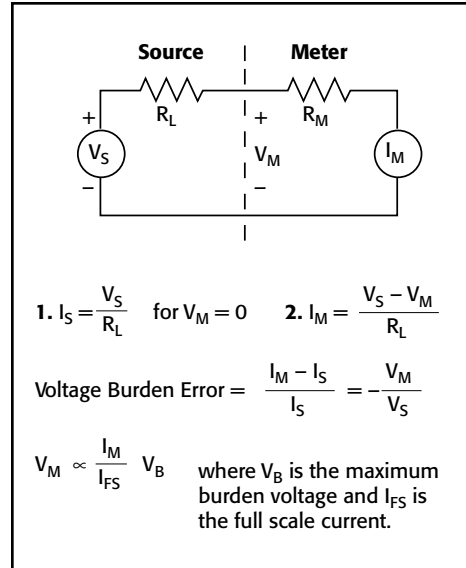 Source Meter
R_L R_M
+ +
V_S V_M I_M
– –
1. I_S = V_S / R_L for V_M = 0 2. I_M = V_S – V_M / R_L
Voltage Burden Error = I_M – I_S / I_S = – V_M / V_S
V_M ∝ I_M / I_FS V_B where V_B is the maximum
burden voltage and I_FS is
the full scale current.